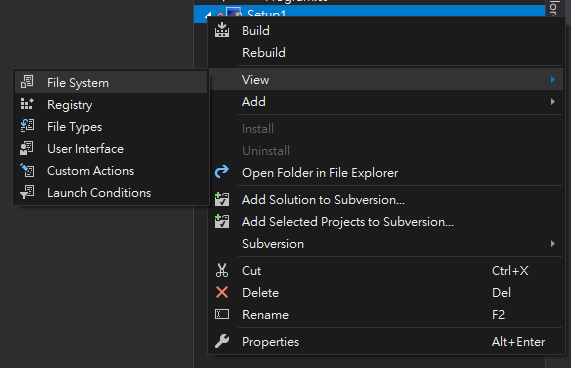 Setup1
Build
Rebuild
View
Add
Install
Uninstall
Open Folder in File Explorer
Add Solution to Subversion...
Add Selected Projects to Subversion...
Subversion
Cut Ctrl+X
Delete Del
Rename F2
Properties Alt+Enter
File System
Registry
File Types
User Interface
Custom Actions
Launch Conditions